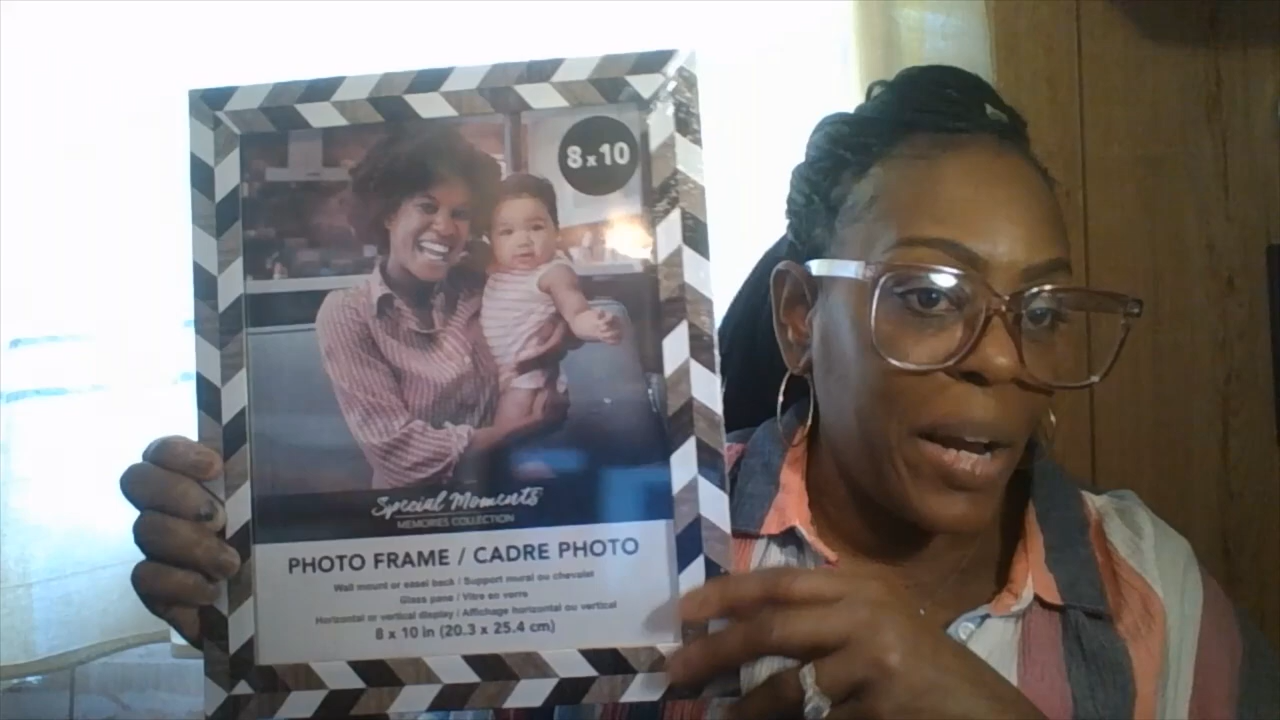 8x10
Special Moments
MEMORIES COLLECTION
PHOTO FRAME / CADRE PHOTO
Wall mount or easel back / Support mural ou chevalet
Glass pane / Vitre en verre
Horizontal or vertical display / Affichage horizontal ou vertical
8 x 10 in (20.3 x 25.4 cm)